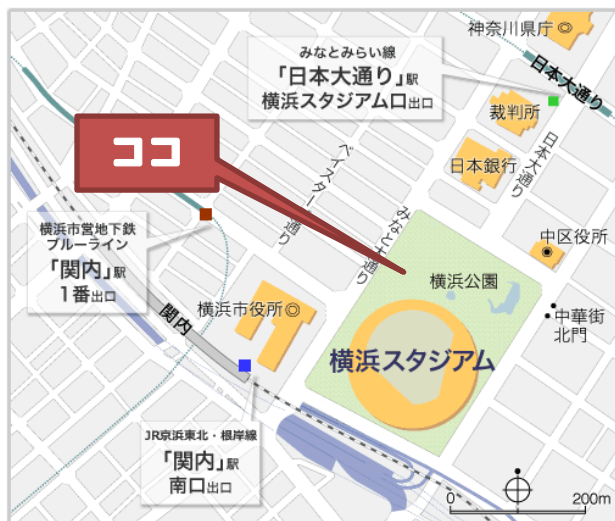 神奈川県庁◎
みなとみらい線
「日本大通り」駅
横浜スタジアム口出口
日本大通り
裁判所
日本銀行
日本大通り
ココ
ベイスターズ通り
みなと大通り
横浜市営地下鉄
ブルーライン
「関内」駅
1番出口
中区役所
横浜公園
横浜市役所◎
関内
中華街
北門
横浜スタジアム
JR京浜東北・根岸線
「関内」駅
南口出口
0
200m